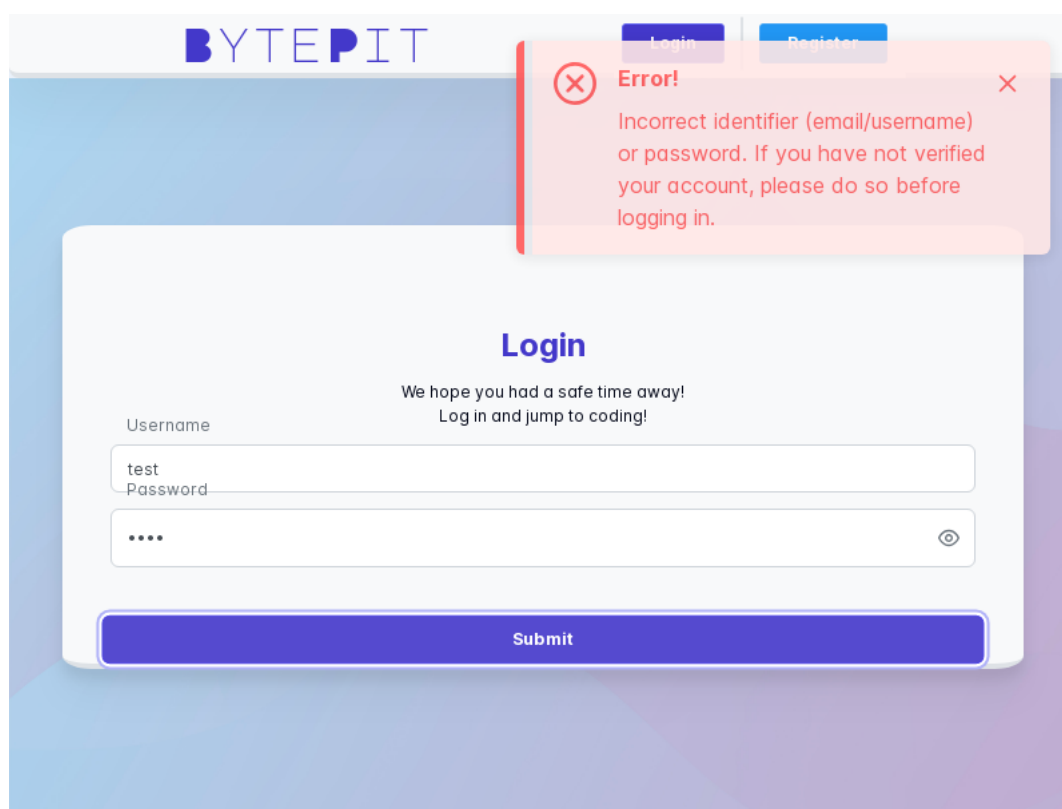 BYTEPIT
Login
Register
Error!
Incorrect identifier (email/username)
or password. If you have not verified
your account, please do so before
logging in.
Login
We hope you had a safe time away!
Log in and jump to coding!
Username
test
Password
Submit